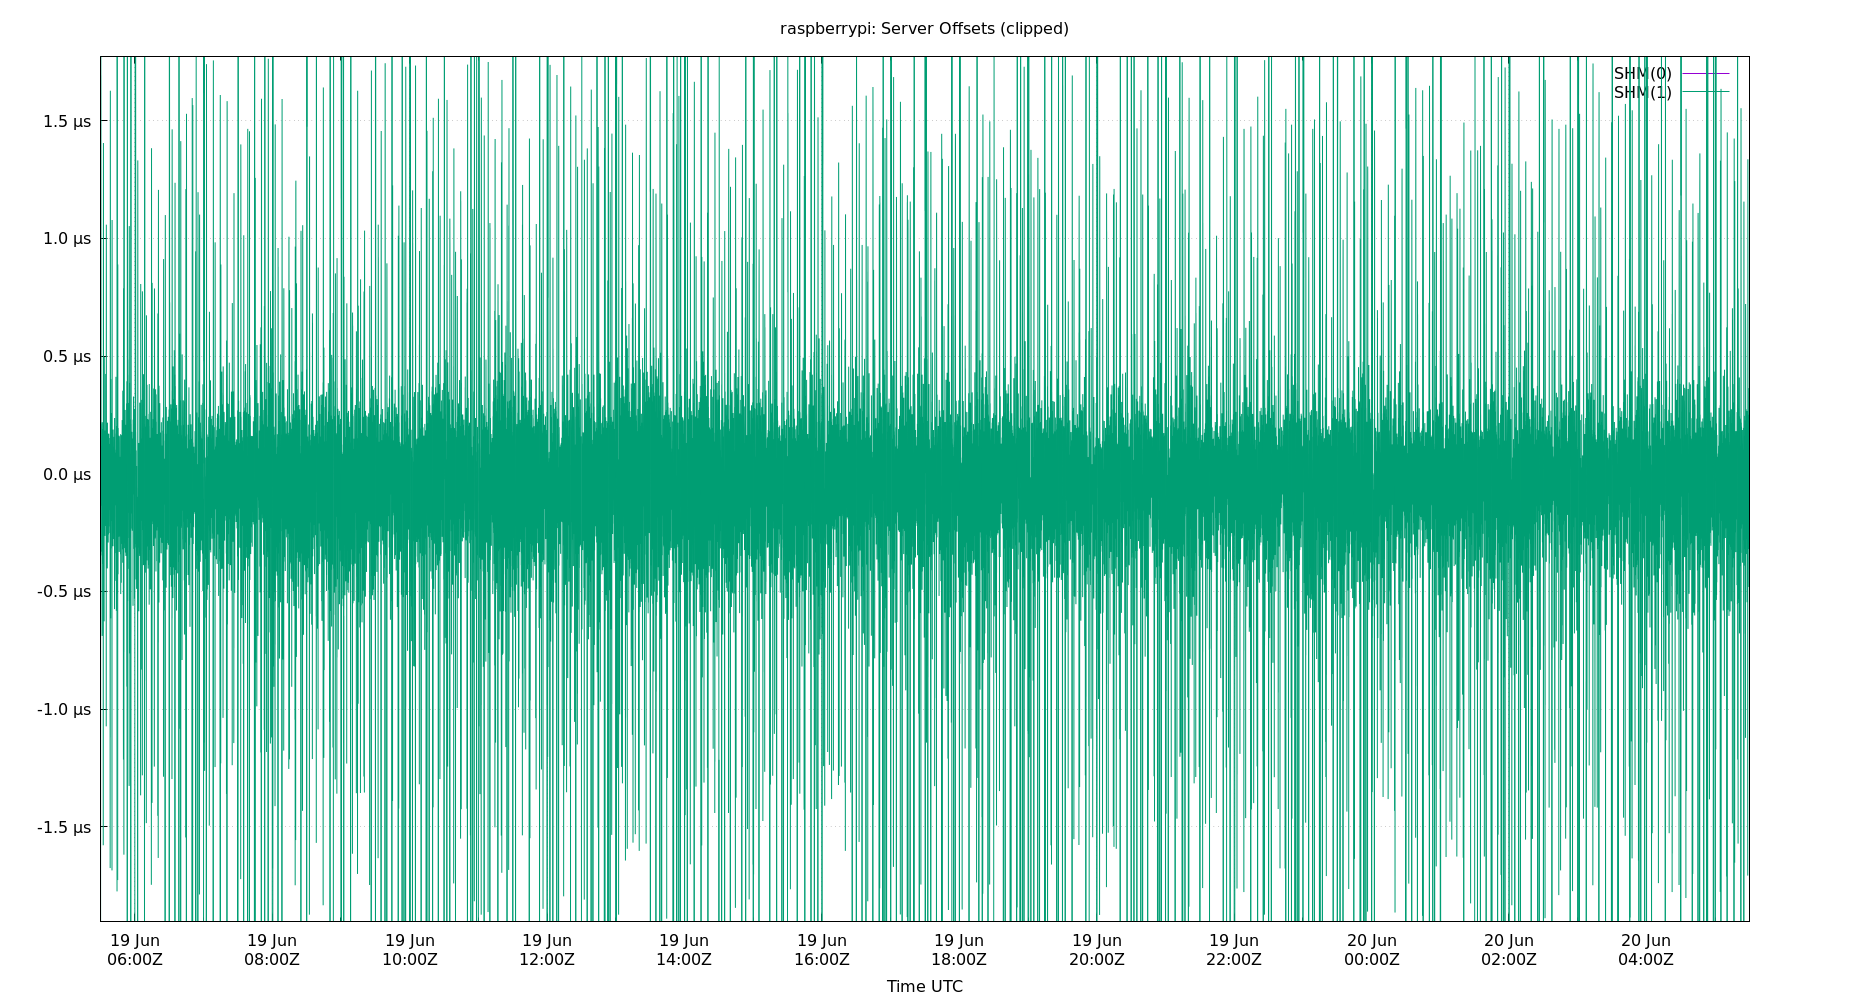 raspberrypi: Server Offsets (clipped)
SHM(0)
SHM(1)
1.5 µs
1.0 µs
0.5 µs
0.0 µs
-0.5 µs
-1.0 µs
-1.5 µs
19 Jun 19 Jun 19 Jun 19 Jun 19 Jun 19 Jun 19 Jun 19 Jun 19 Jun 20 Jun 20 Jun 20 Jun
06:00Z 08:00Z 10:00Z 12:00Z 14:00Z 16:00Z 18:00Z 20:00Z 22:00Z 00:00Z 02:00Z 04:00Z
Time UTC